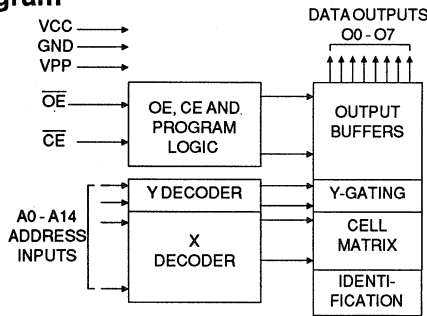 gram
DATA OUTPUTS
O0 - O7
VCC
GND
VPP
OE
CE
OE, CE AND
PROGRAM
LOGIC
OUTPUT
BUFFERS
A0 - A14
ADDRESS
INPUTS
Y DECODER
X
DECODER
Y-GATING
CELL
MATRIX
IDENTI-
FICATION